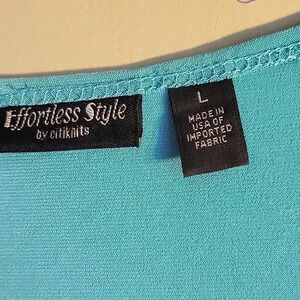 Effortless Style
by citiknits
L
MADE IN
USA OF
IMPORTED
FABRIC